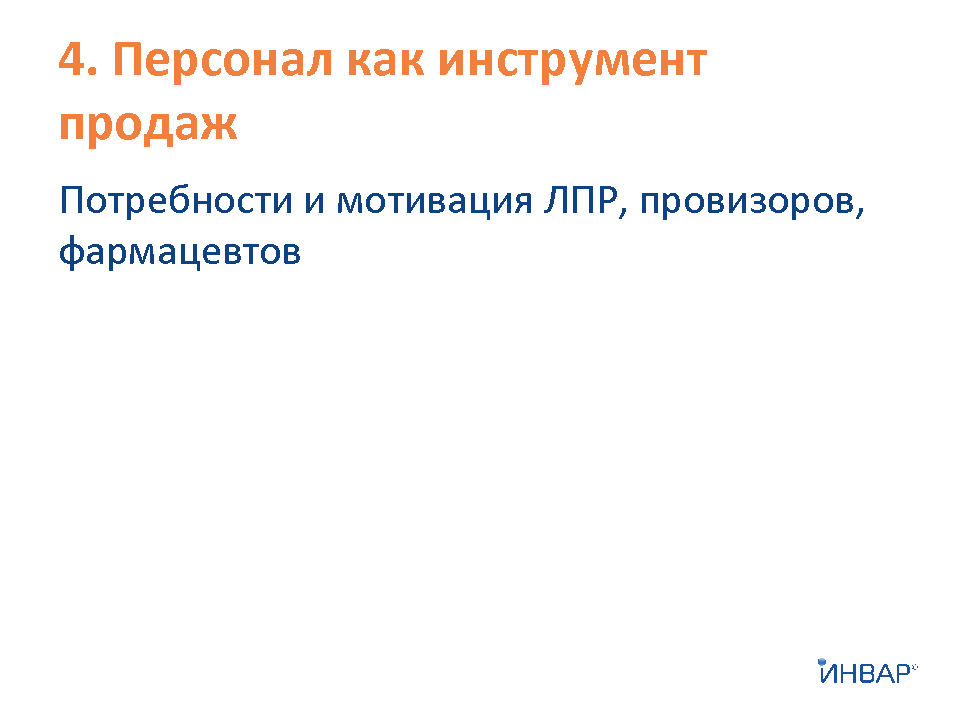 4. Персонал как инструмент
продаж
Потребности и мотивация ЛПР, провизоров,
фармацевтов
ИНВАР®